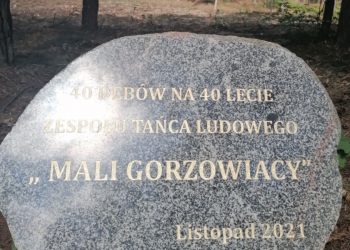 40 DĘBÓW NA 40 LECIE
ZESPOŁU TAŃCA LUDOWEGO
„MALI GORZOWIACY”
Listopad 2021